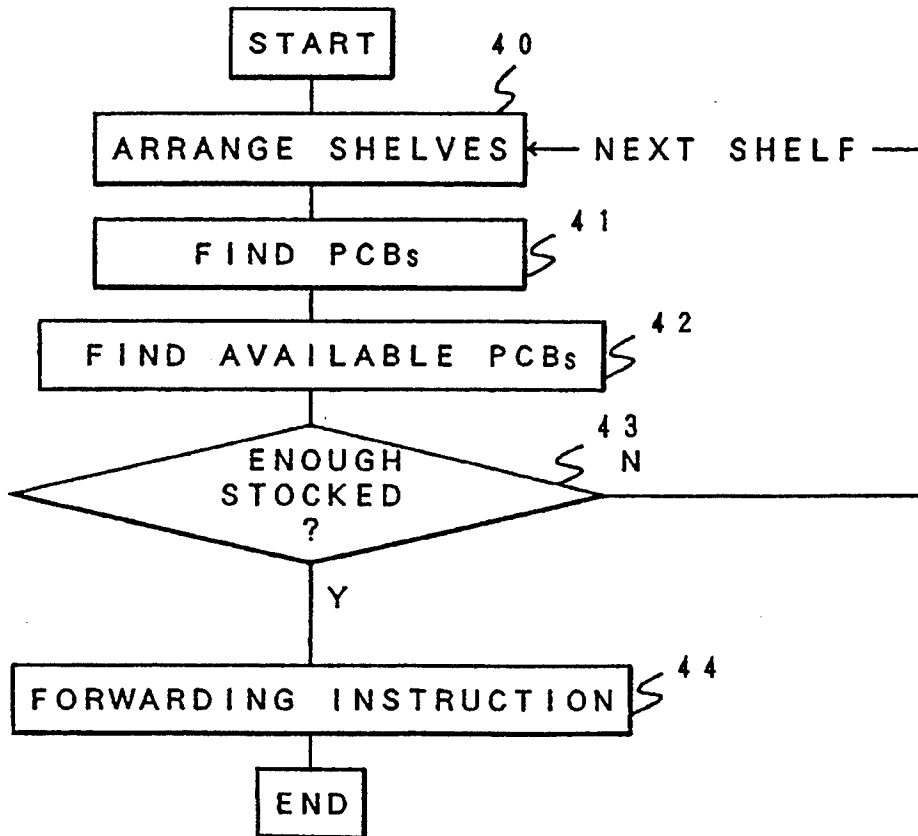 START
40
ARRANGE SHELVES
NEXT SHELF
41
FIND PCBs
42
FIND AVAILABLE PCBs
43
ENOUGH
STOCKED
?
N
Y
44
FORWARDING INSTRUCTION
END